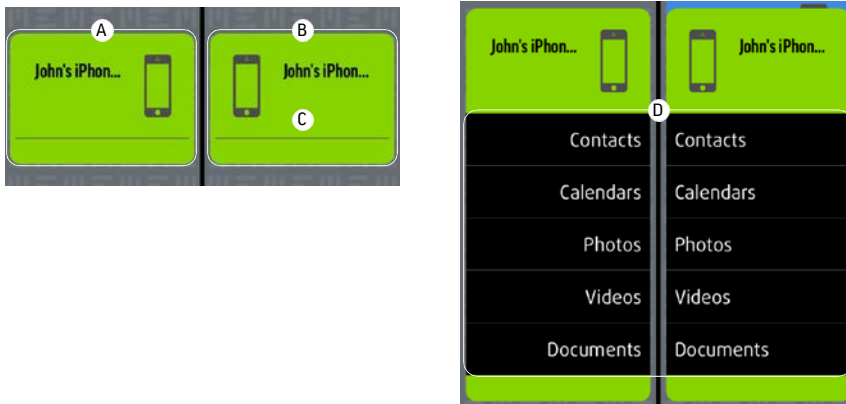 A
B
John's iPhon...
John's iPhon...
C
John's iPhon...
John's iPhon...
D
Contacts
Contacts
Calendars
Calendars
Photos
Photos
Videos
Videos
Documents
Documents